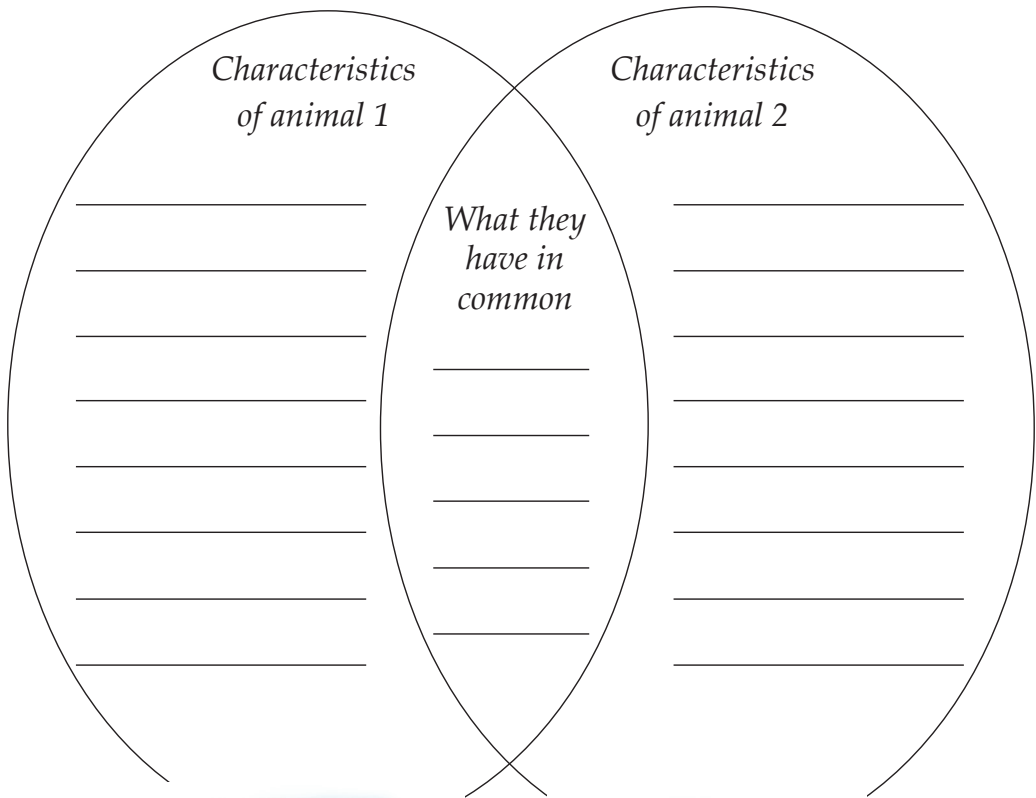 Characteristics
of animal 1
Characteristics
of animal 2
What they
have in
common